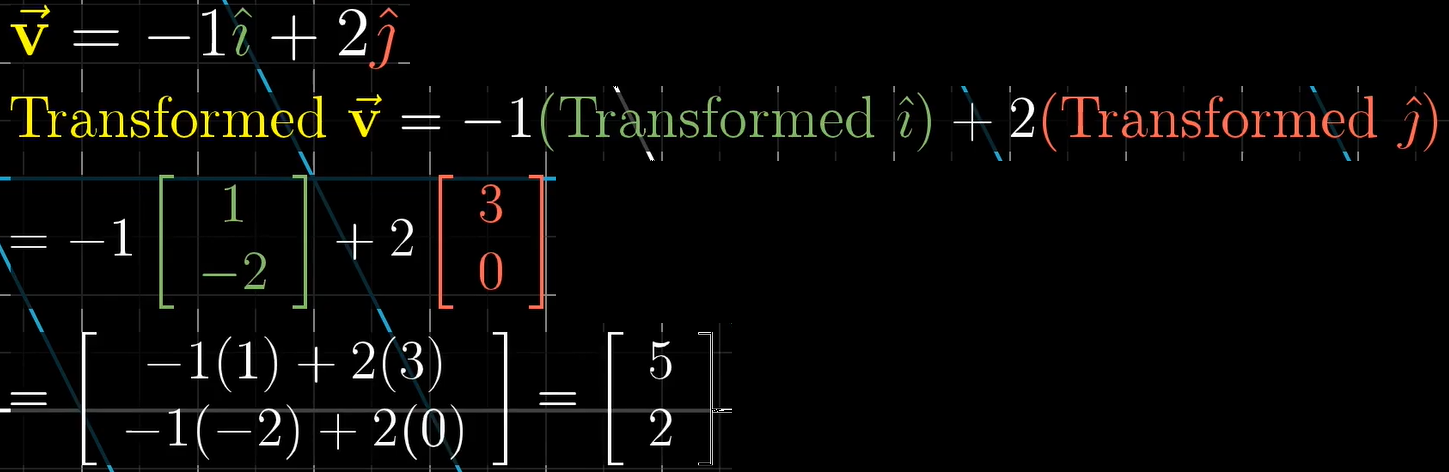 $\vec{\mathbf{v}} = -1\hat{\imath} + 2\hat{\jmath}$
Transformed $\vec{\mathbf{v}} = -1($Transformed $\hat{\imath}) + 2($Transformed $\hat{\jmath})$
$= -1 \begin{bmatrix} 1 \\ -2 \end{bmatrix} + 2 \begin{bmatrix} 3 \\ 0 \end{bmatrix}$
$= \begin{bmatrix} -1(1) + 2(3) \\ -1(-2) + 2(0) \end{bmatrix} = \begin{bmatrix} 5 \\ 2 \end{bmatrix}$